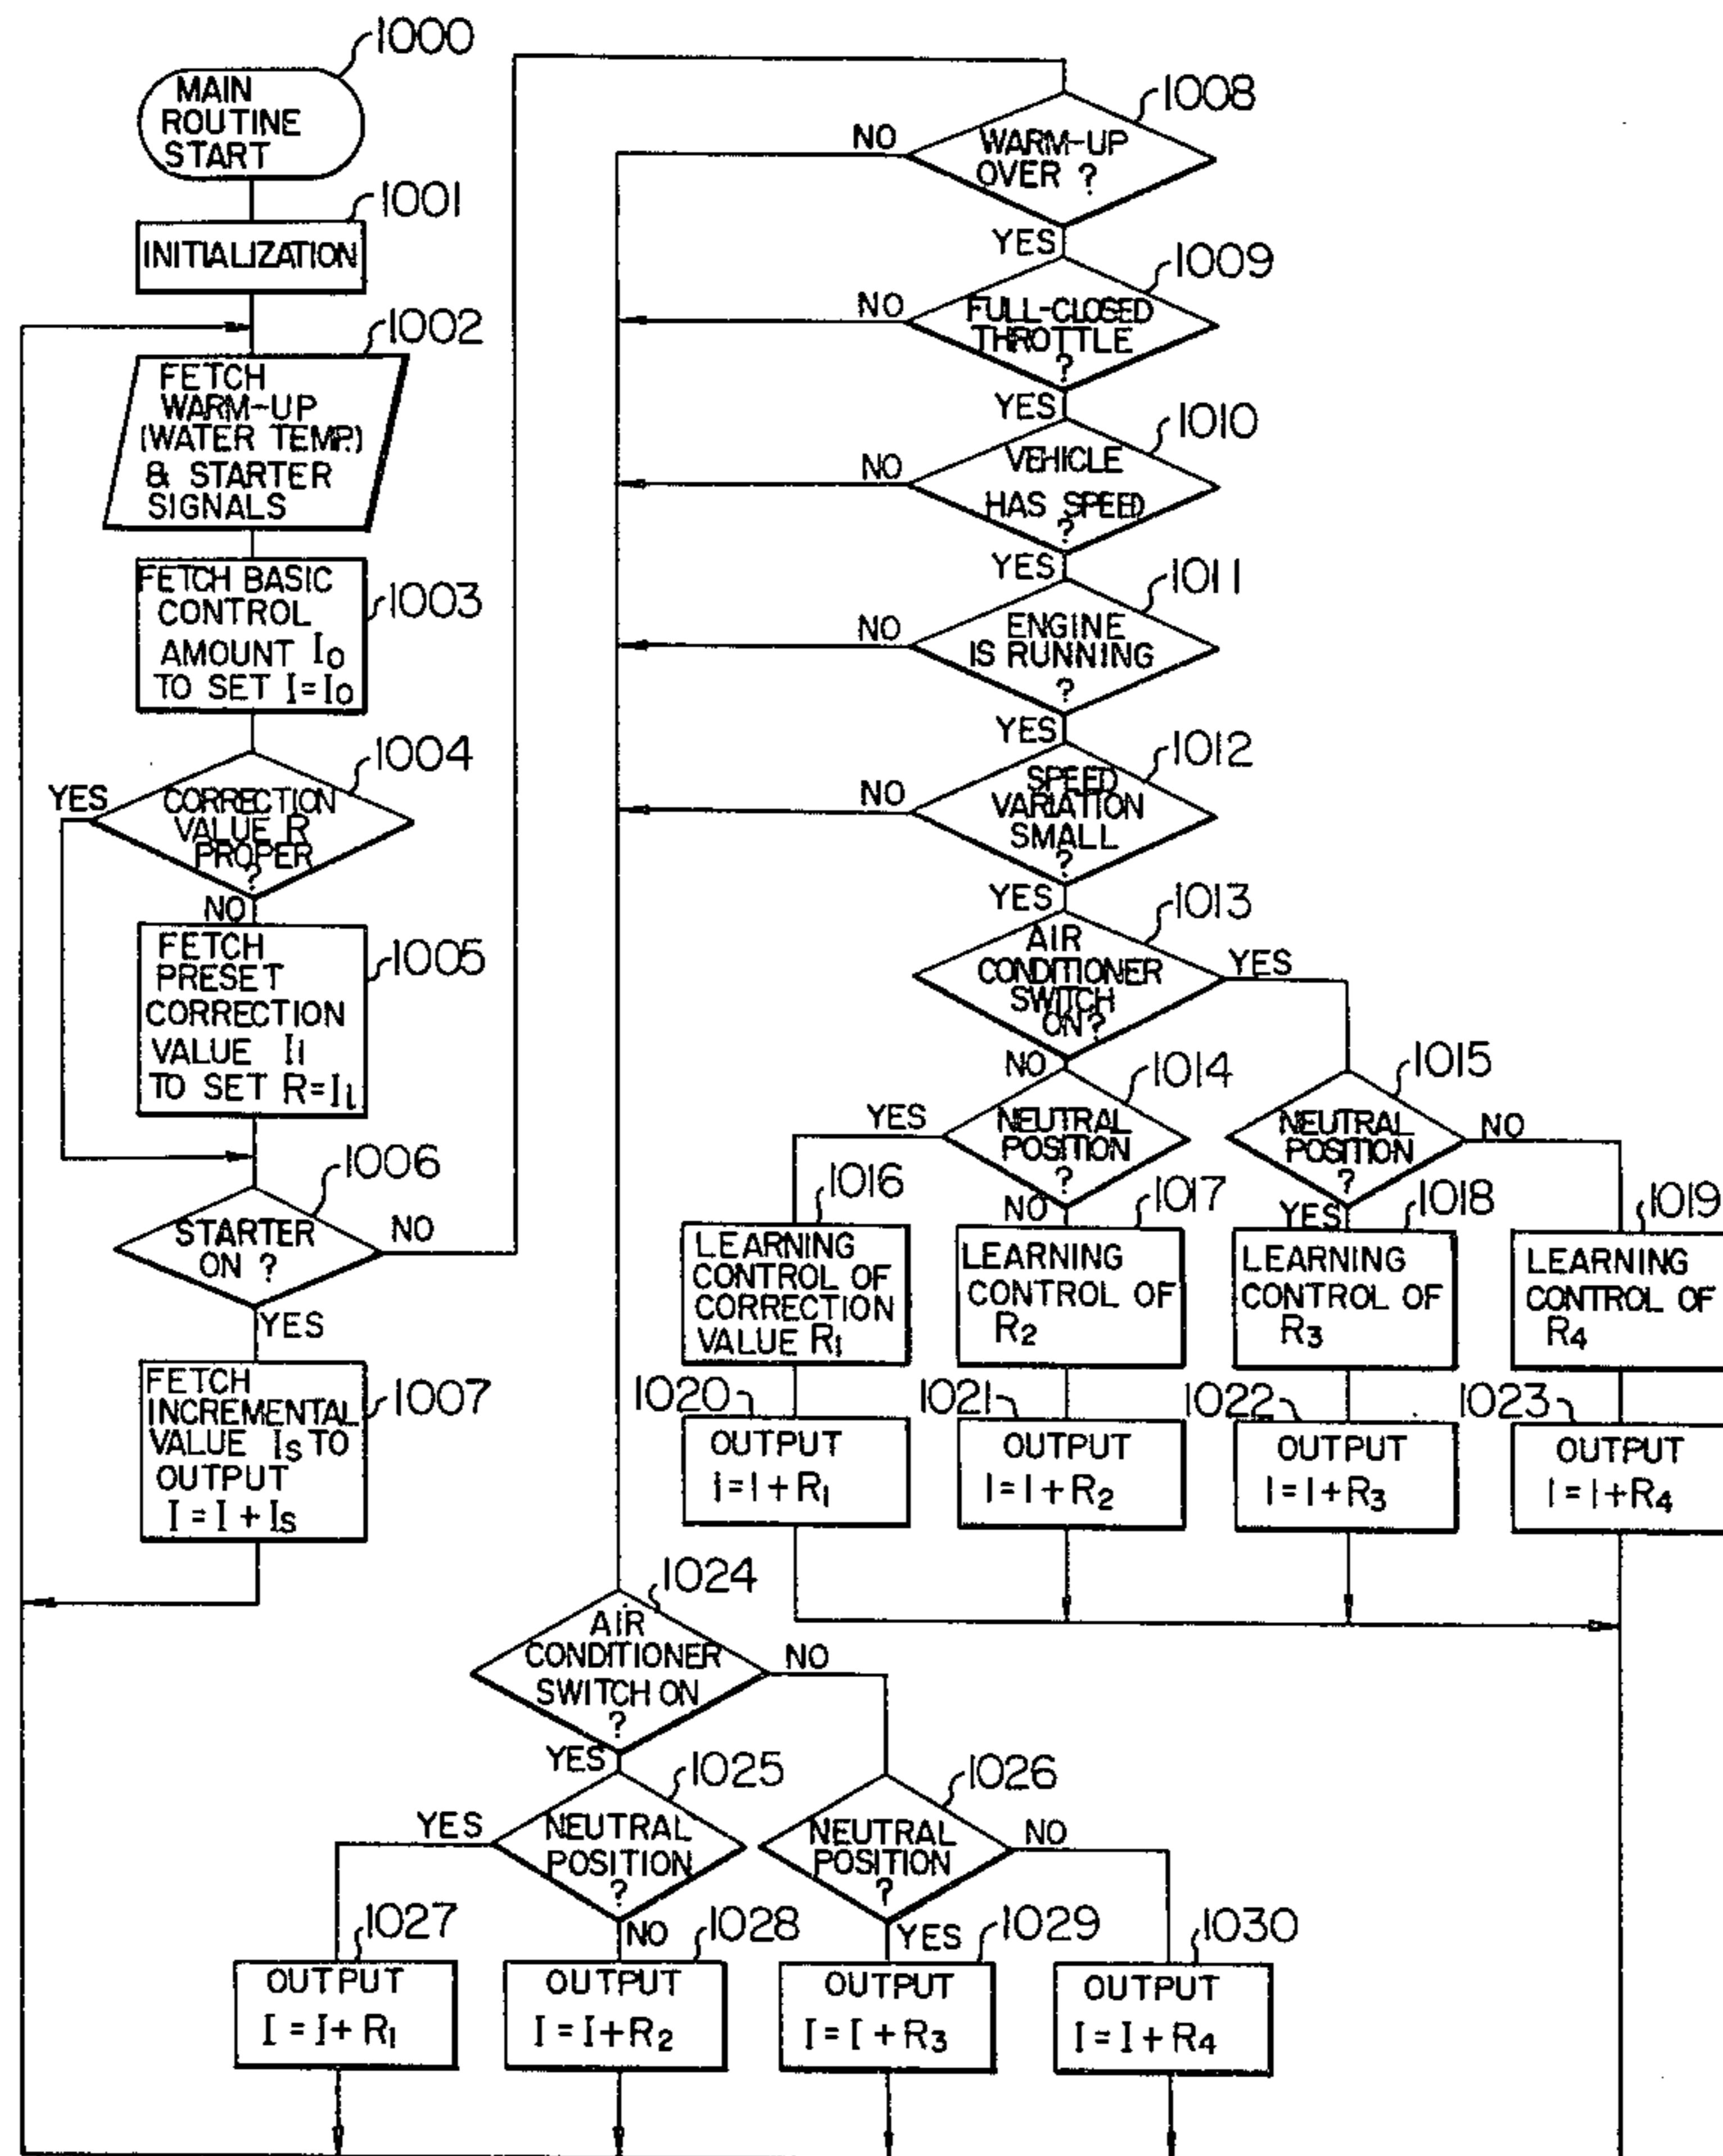 1000
MAIN
ROUTINE
START
1001
INITIALIZATION
1002
FETCH
WARM-UP
(WATER TEMP.)
& STARTER
SIGNALS
1003
FETCH BASIC
CONTROL
AMOUNT I0
TO SET I=I0
1004
YES
CORRECTION
VALUE R
PROPER
?
NO
1005
FETCH
PRESET
CORRECTION
VALUE I1
TO SET R=I1
1006
STARTER
ON ?
NO
YES
1007
FETCH
INCREMENTAL
VALUE IS TO
OUTPUT
I = I + IS
1008
NO
WARM-UP
OVER ?
YES
1009
NO
FULL-CLOSED
THROTTLE
?
YES
1010
NO
VEHICLE
HAS SPEED
?
YES
1011
NO
ENGINE
IS RUNNING
?
YES
1012
NO
SPEED
VARIATION
SMALL
?
YES
1013
AIR
CONDITIONER
SWITCH
ON?
YES
NO
1014
YES
NEUTRAL
POSITION
?
NO
1015
NEUTRAL
POSITION
?
NO
YES
1016
LEARNING
CONTROL OF
CORRECTION
VALUE R1
1017
LEARNING
CONTROL OF
R2
1018
LEARNING
CONTROL OF
R3
1019
LEARNING
CONTROL OF
R4
1020
OUTPUT
I = I + R1
1021
OUTPUT
I = I + R2
1022
OUTPUT
I = I + R3
1023
OUTPUT
I = I + R4
1024
AIR
CONDITIONER
SWITCH ON
?
NO
YES
1025
YES
NEUTRAL
POSITION
?
NO
1026
NEUTRAL
POSITION
?
NO
YES
1027
OUTPUT
I = I + R1
1028
OUTPUT
I = I + R2
1029
OUTPUT
I = I + R3
1030
OUTPUT
I = I + R4